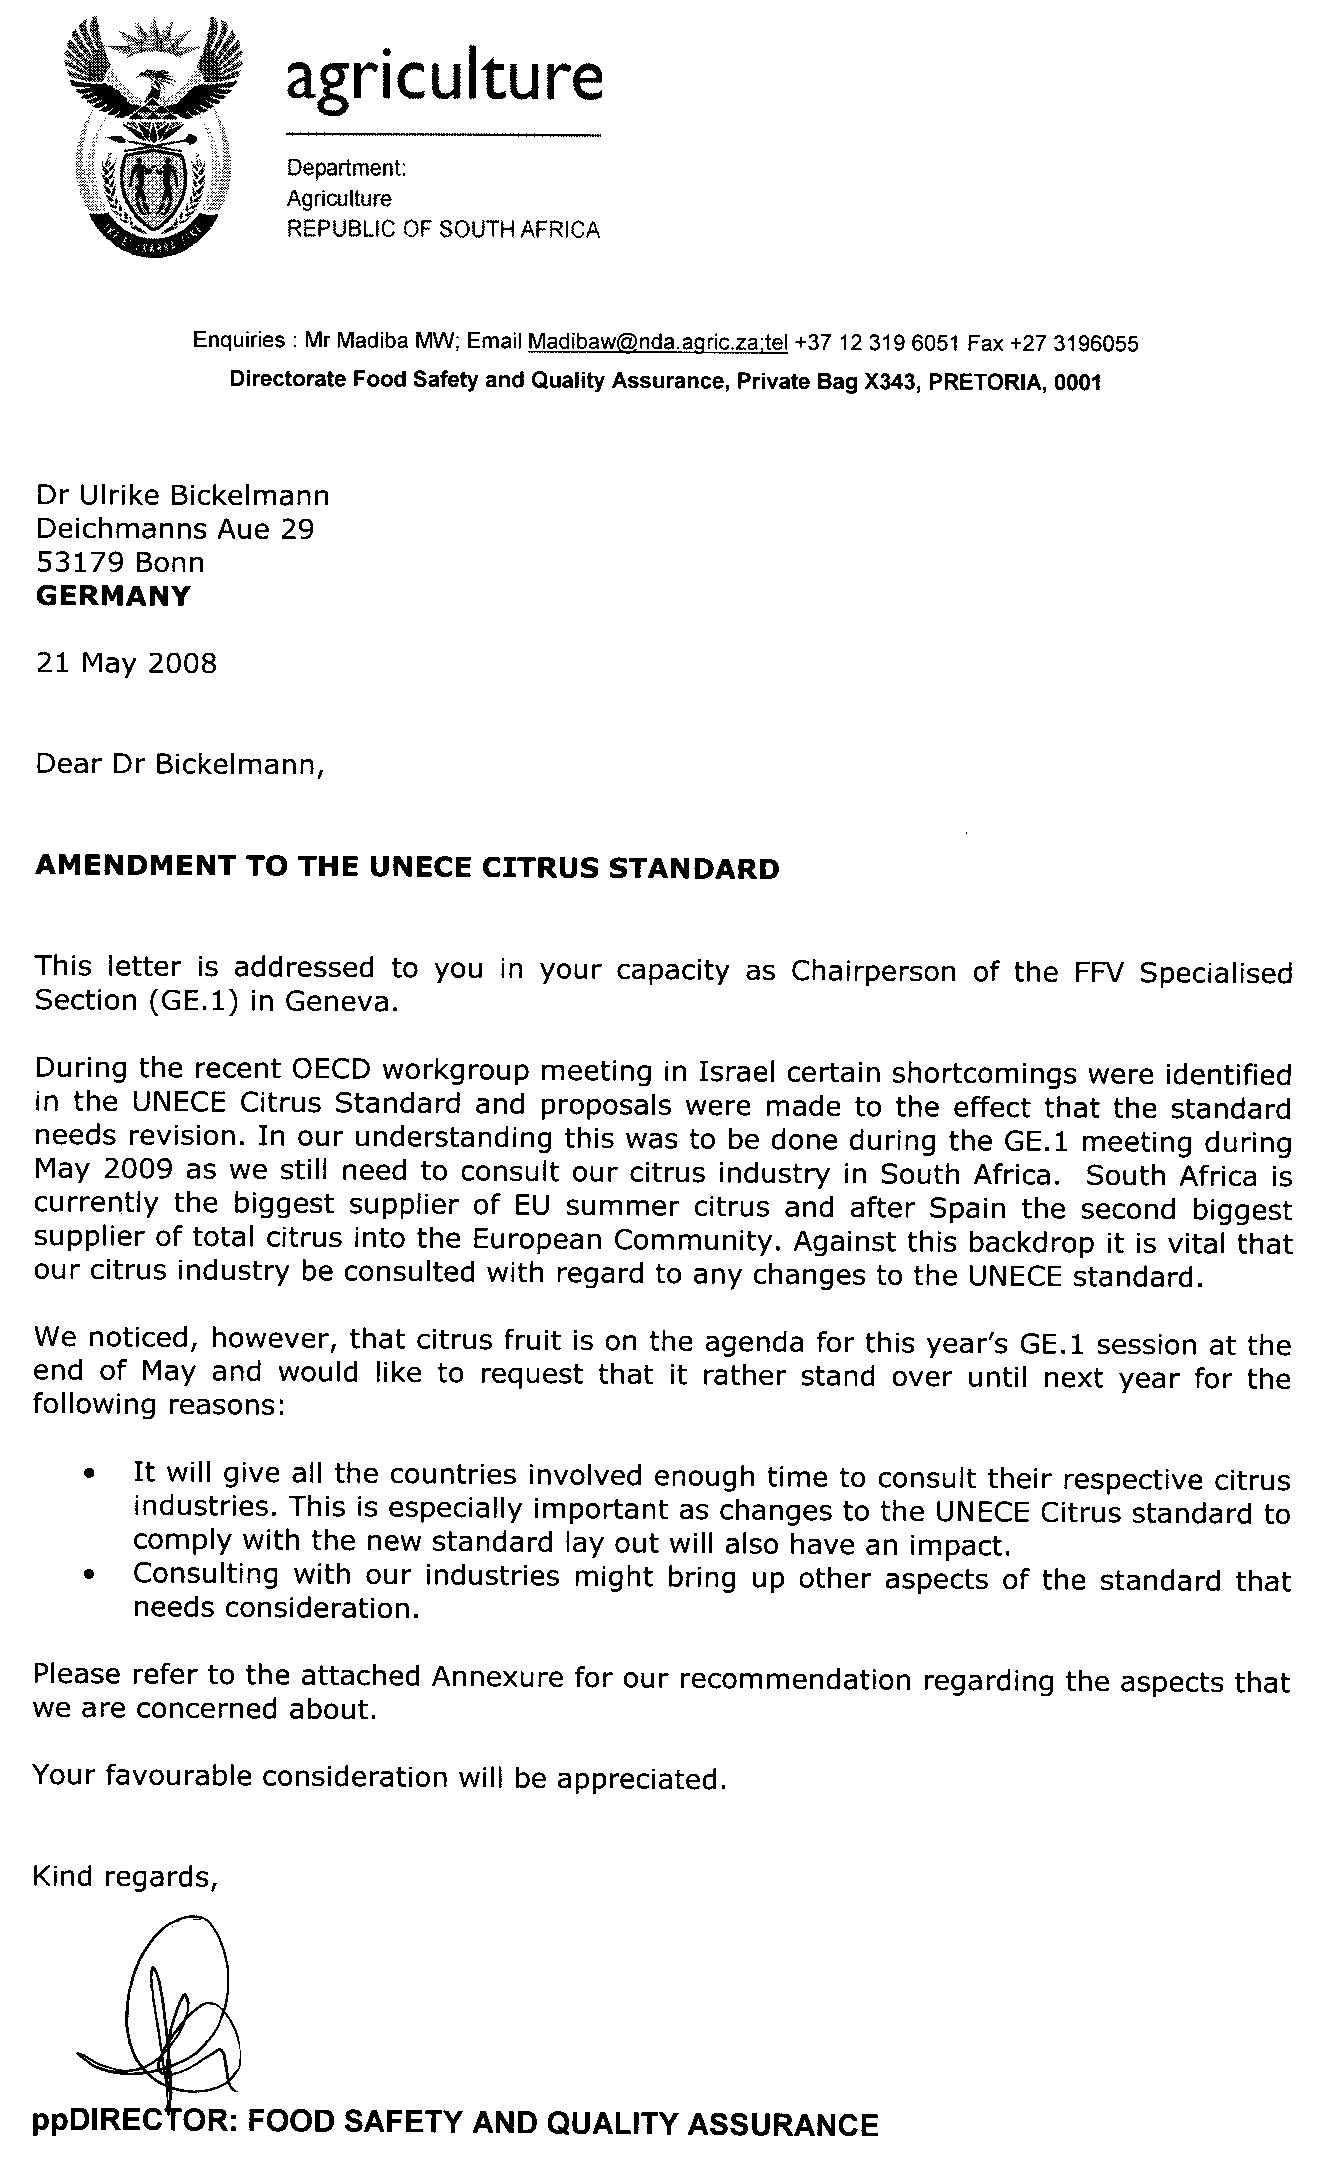 agriculture
Department:
Agriculture
REPUBLIC OF SOUTH AFRICA
Enquiries : Mr Madiba MW; Email Madibaw@nda.agric.za;tel +37 12 319 6051 Fax +27 3196055
Directorate Food Safety and Quality Assurance, Private Bag X343, PRETORIA, 0001
Dr Ulrike Bickelmann
Deichmanns Aue 29
53179 Bonn
GERMANY
21 May 2008
Dear Dr Bickelmann,
AMENDMENT TO THE UNECE CITRUS STANDARD
This letter is addressed to you in your capacity as Chairperson of the FFV Specialised
Section (GE.1) in Geneva.
During the recent OECD workgroup meeting in Israel certain shortcomings were identified
in the UNECE Citrus Standard and proposals were made to the effect that the standard
needs revision. In our understanding this was to be done during the GE.1 meeting during
May 2009 as we still need to consult our citrus industry in South Africa. South Africa is
currently the biggest supplier of EU summer citrus and after Spain the second biggest
supplier of total citrus into the European Community. Against this backdrop it is vital that
our citrus industry be consulted with regard to any changes to the UNECE standard.
We noticed, however, that citrus fruit is on the agenda for this year's GE.1 session at the
end of May and would like to request that it rather stand over until next year for the
following reasons:
• It will give all the countries involved enough time to consult their respective citrus
industries. This is especially important as changes to the UNECE Citrus standard to
comply with the new standard lay out will also have an impact.
• Consulting with our industries might bring up other aspects of the standard that
needs consideration.
Please refer to the attached Annexure for our recommendation regarding the aspects that
we are concerned about.
Your favourable consideration will be appreciated.
Kind regards,
ppDIRECTOR: FOOD SAFETY AND QUALITY ASSURANCE